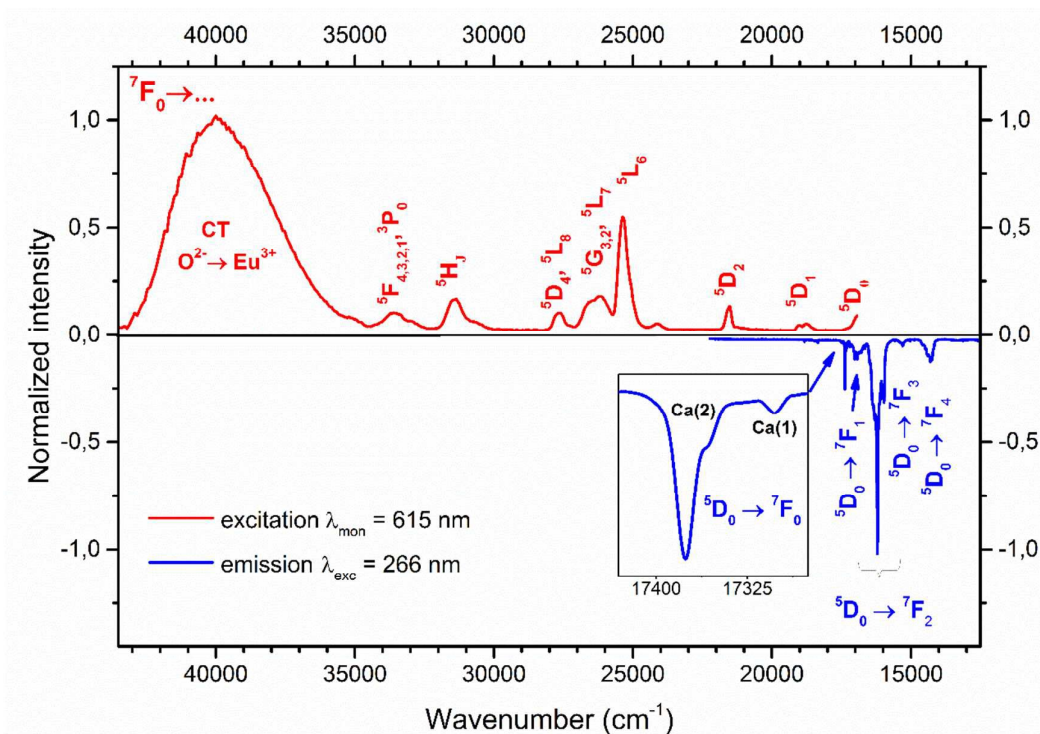 40000 35000 30000 25000 20000 15000
⁷F₀→...
CT
O²⁻→ Eu³⁺
⁵F₄,₃,₂,₁, ³P₀
⁵H_J
⁵D₄, ⁵L₈
⁵G₃,₂, ⁵L₇
⁵L₆
⁵D₂
⁵D₁
⁵D₀
1,0
0,5
0,0
-0,5
-1,0
1,0
0,5
0,0
-0,5
-1,0
Normalized intensity
Ca(2)
Ca(1)
⁵D₀ → ⁷F₀
17400 17325
⁵D₀ → ⁷F₁
⁵D₀ → ⁷F₃
⁵D₀ → ⁷F₄
⁵D₀ → ⁷F₂
excitation λ_mon = 615 nm
emission λ_exc = 266 nm
40000 35000 30000 25000 20000 15000
Wavenumber (cm⁻¹)